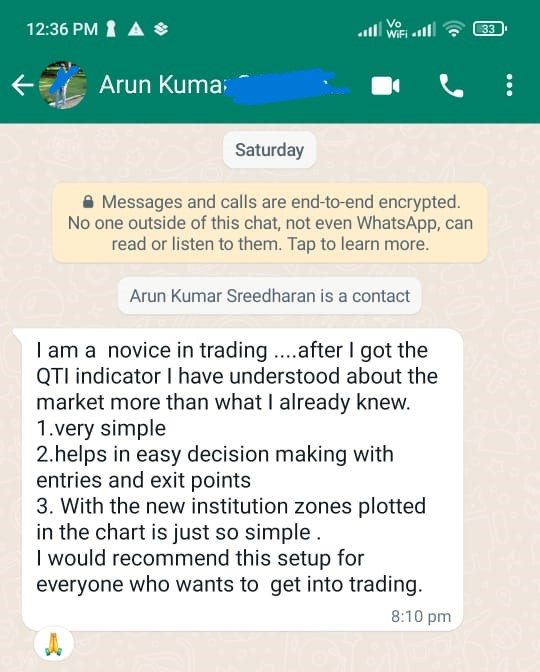 12:36 PM
Vo
WiFi
33
Arun Kumar
Saturday
Messages and calls are end-to-end encrypted.
No one outside of this chat, not even WhatsApp, can
read or listen to them. Tap to learn more.
Arun Kumar Sreedharan is a contact
I am a  novice in trading ....after I got the
QTI indicator I have understood about the
market more than what I already knew.
1.very simple
2.helps in easy decision making with
entries and exit points
3. With the new institution zones plotted
in the chart is just so simple .
I would recommend this setup for
everyone who wants to  get into trading.
8:10 pm